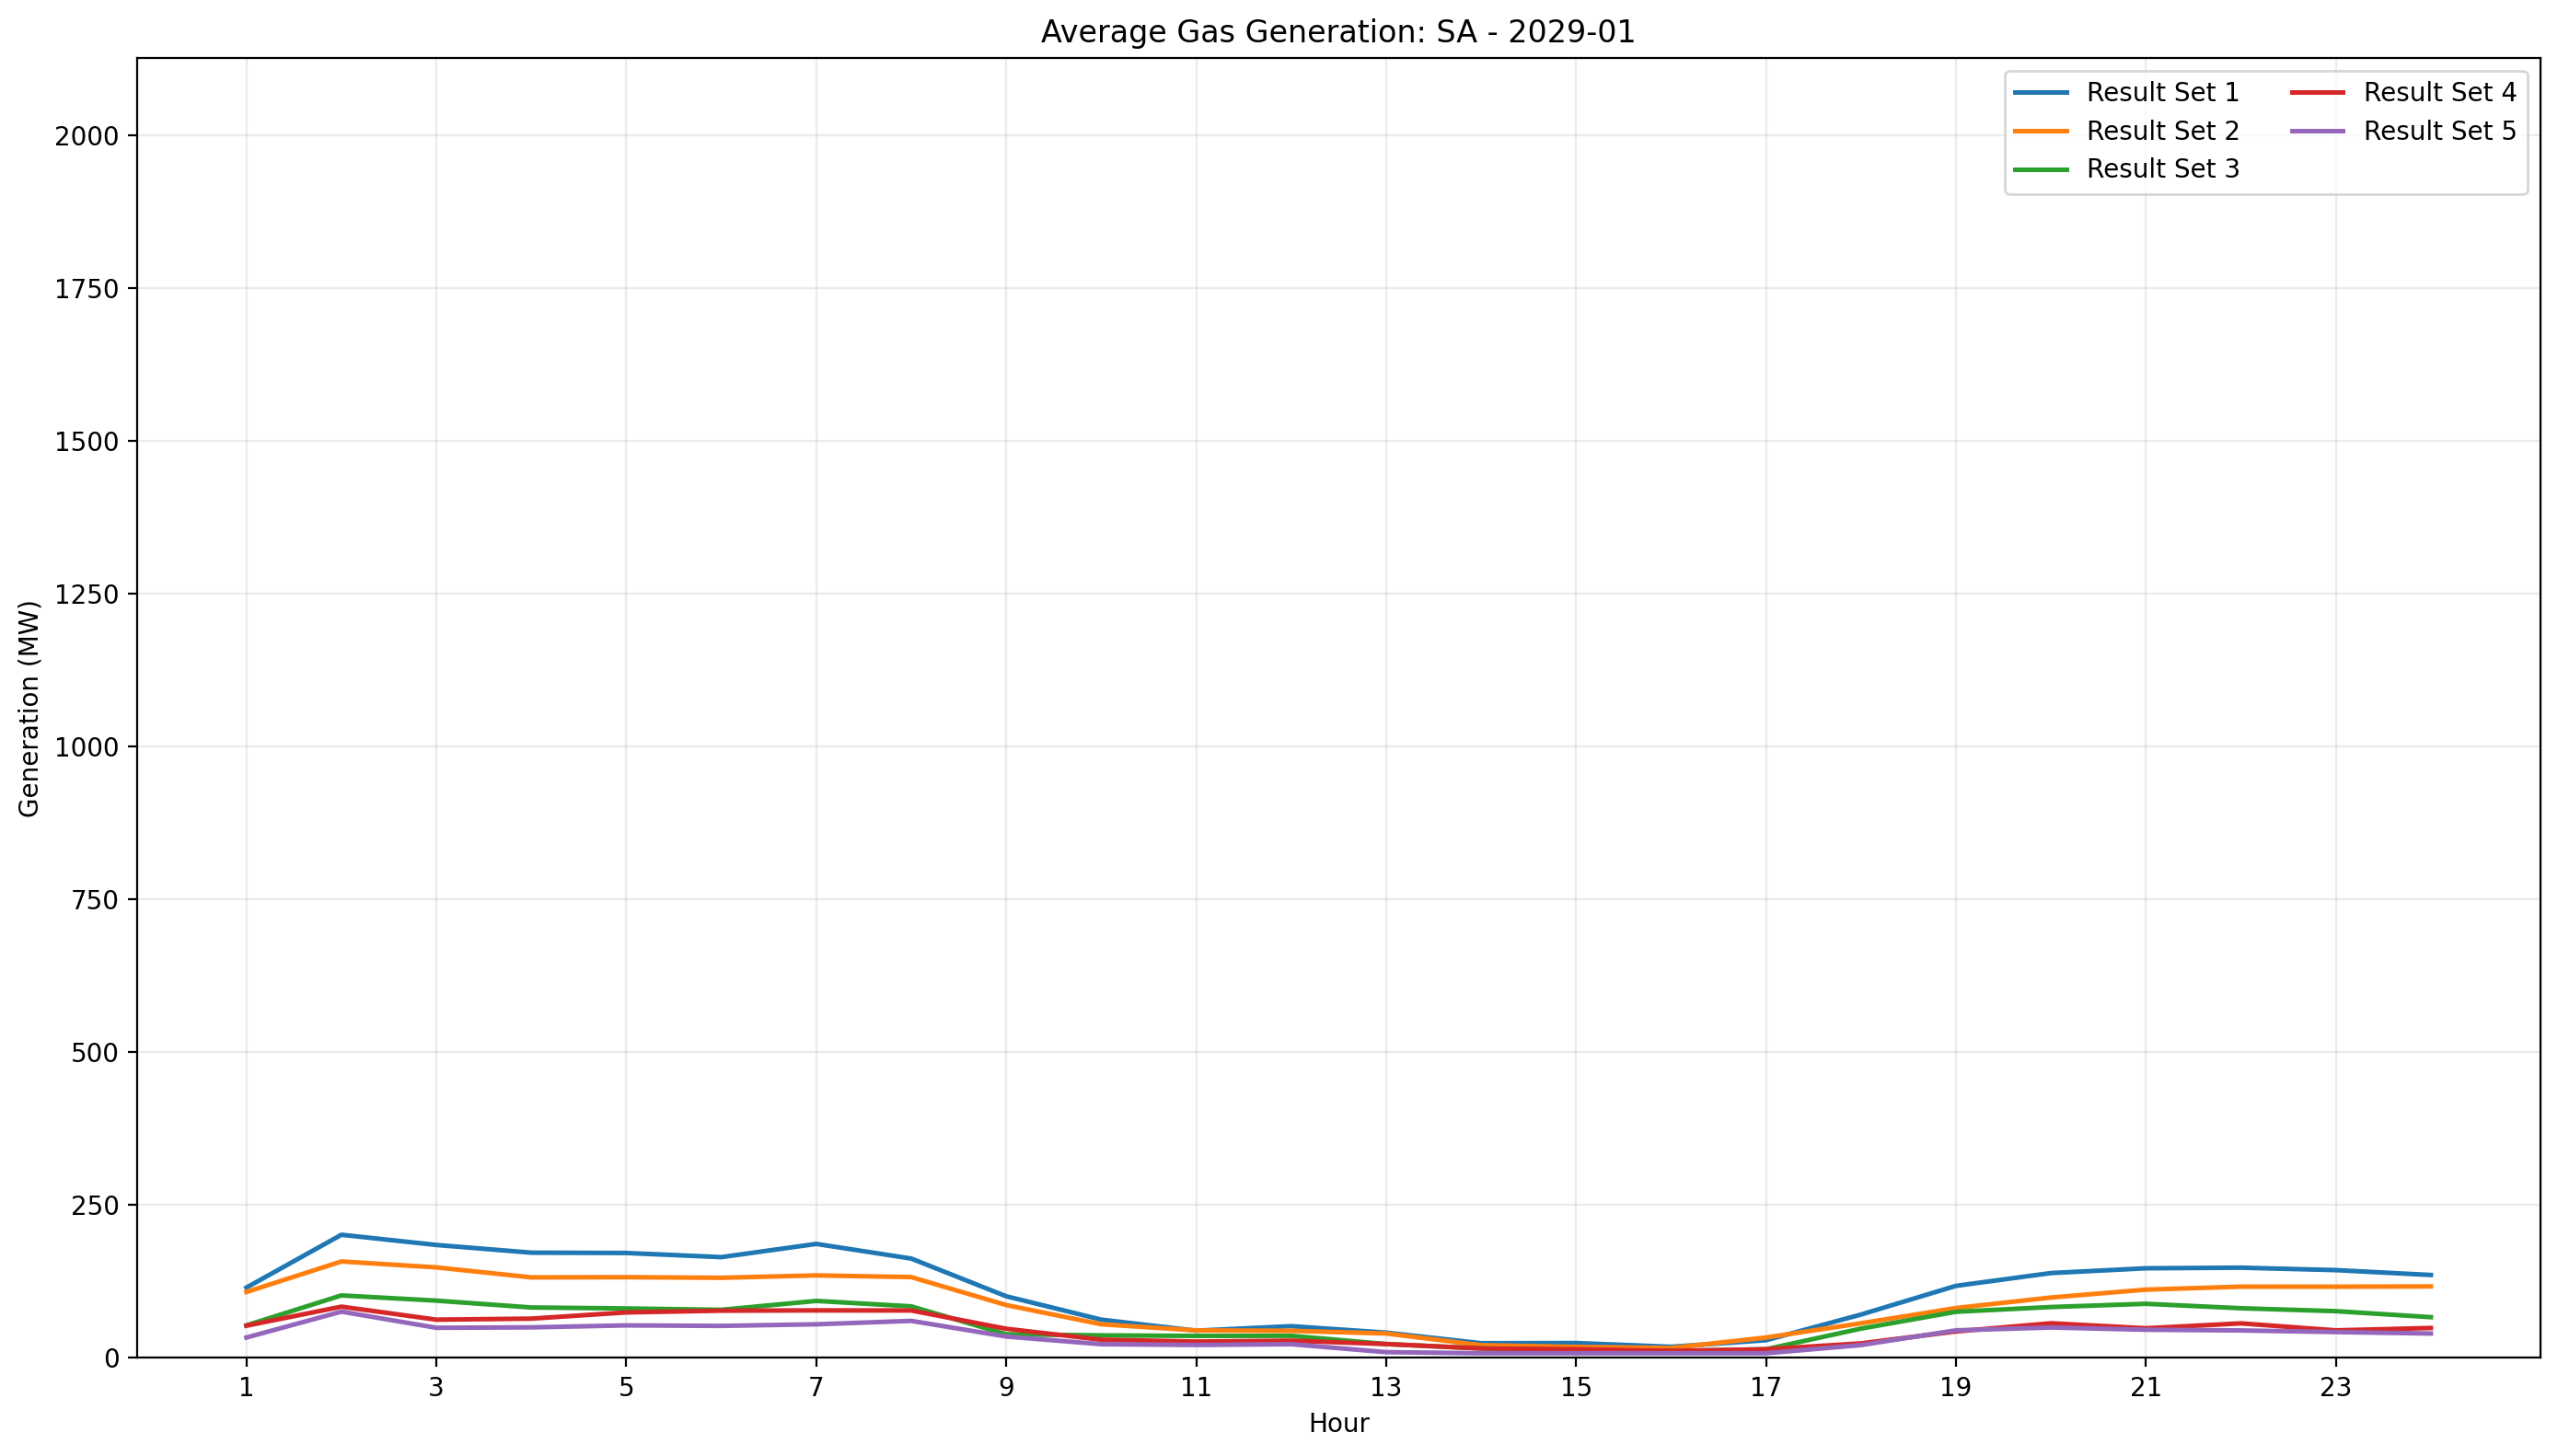 Average Gas Generation: SA - 2029-01
Result Set 1
Result Set 2
Result Set 3
Result Set 4
Result Set 5
Generation (MW)
2000
1750
1500
1250
1000
750
500
250
0
1 3 5 7 9 11 13 15 17 19 21 23
Hour